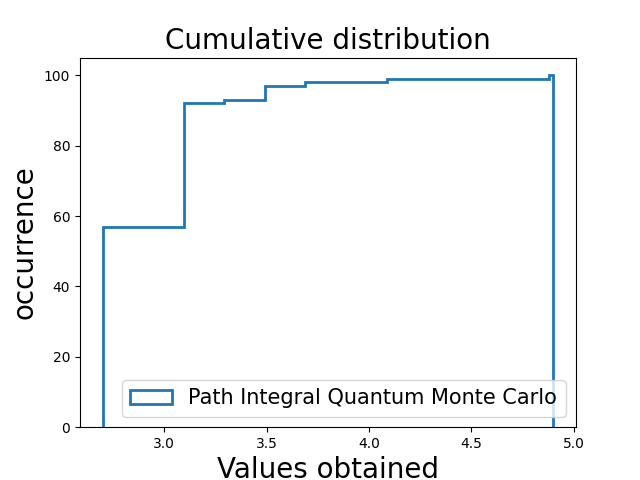 Cumulative distribution
occurrence
100
80
60
40
20
0
Path Integral Quantum Monte Carlo
3.0 3.5 4.0 4.5 5.0
Values obtained